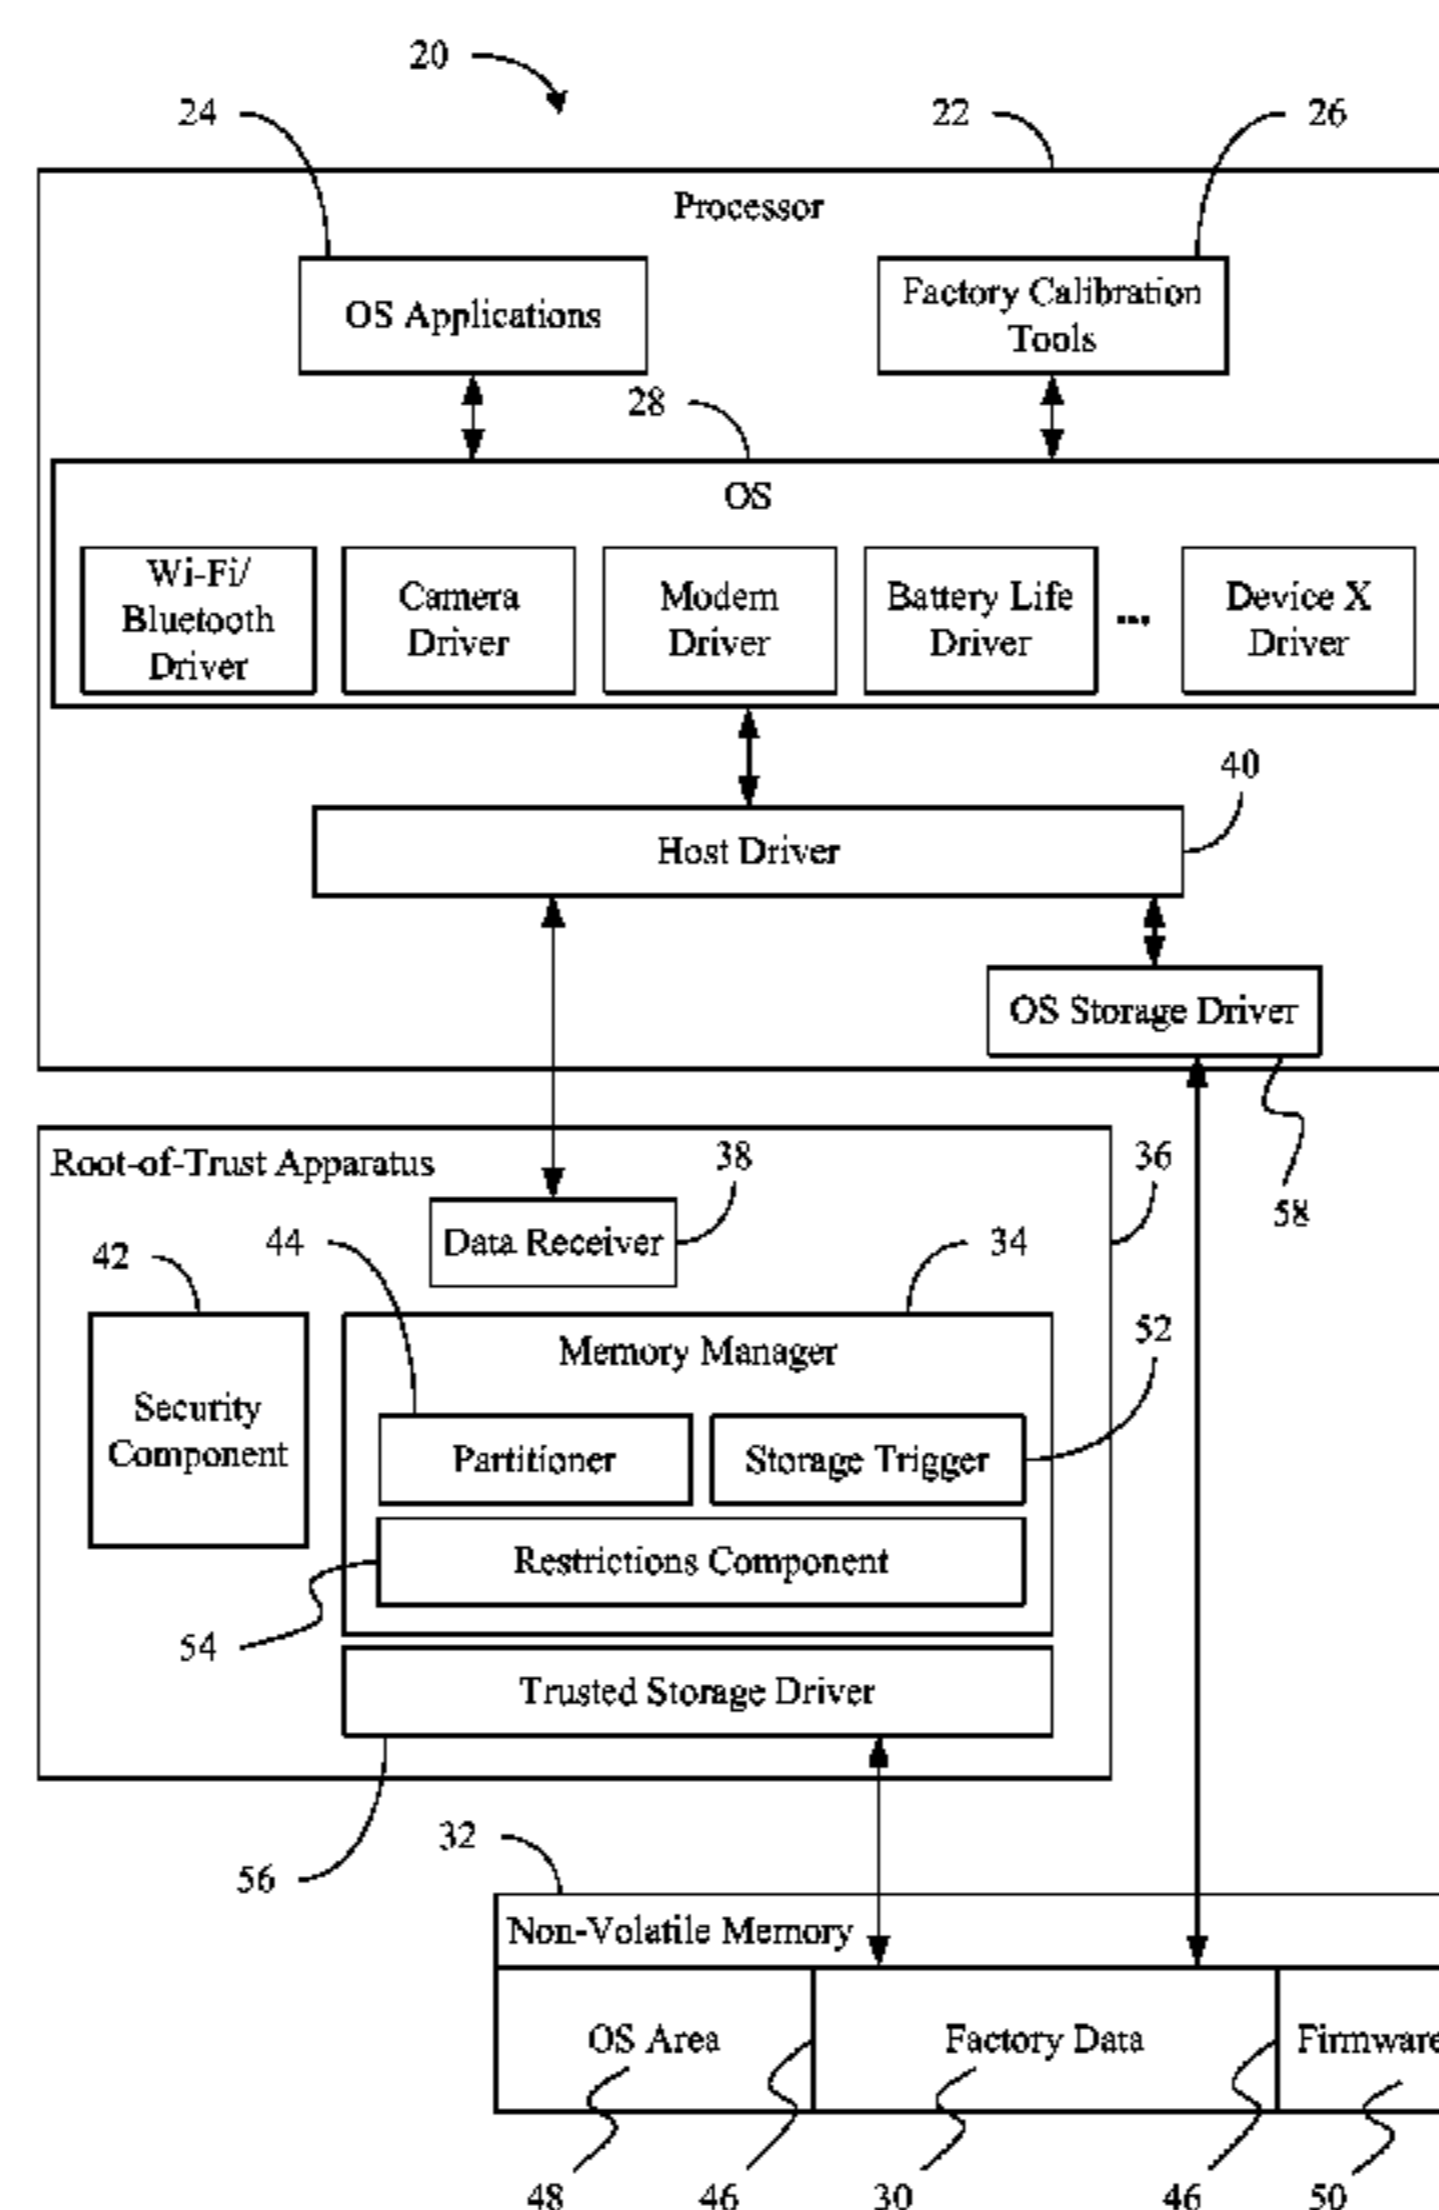 20
24
22
26
Processor
OS Applications
Factory Calibration
Tools
28
OS
Wi-Fi/
Bluetooth
Driver
Camera
Driver
Modem
Driver
Battery Life
Driver
...
Device X
Driver
40
Host Driver
OS Storage Driver
58
Root-of-Trust Apparatus
38
36
44
Data Receiver
34
42
52
Memory Manager
Security
Component
Partitioner
Storage Trigger
Restrictions Component
54
Trusted Storage Driver
32
56
Non-Volatile Memory
OS Area
Factory Data
Firmware
48
46
30
46
50